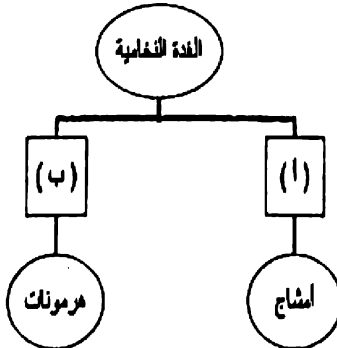 الغدة النخامية
(أ)
(ب)
أمشاج
هرمونات